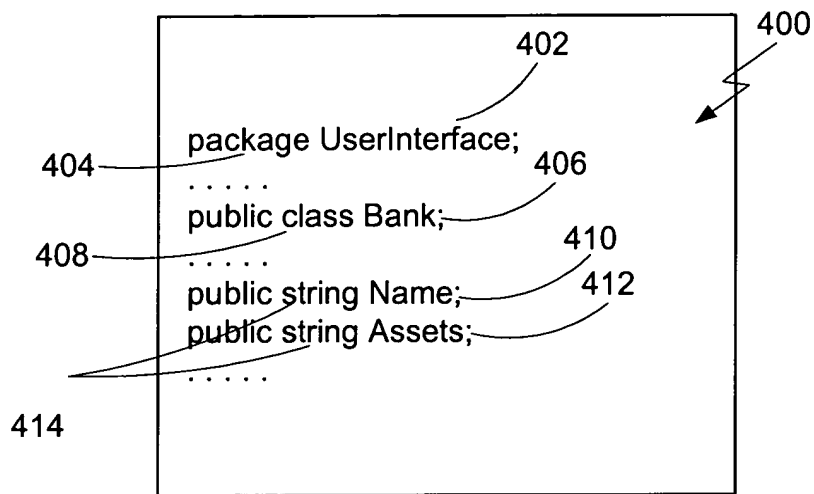 400
402
package UserInterface;
404
. . . . .
406
public class Bank;
408
. . . . .
410
public string Name;
412
public string Assets;
. . . . .
414